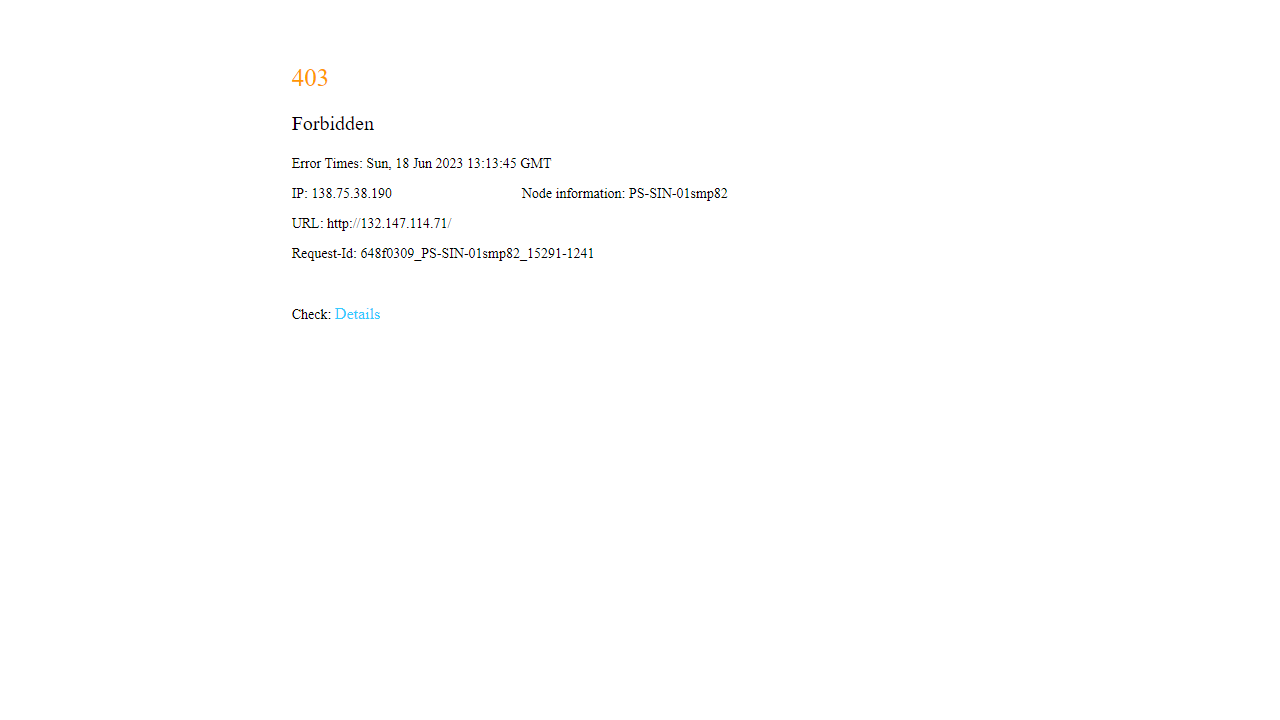 403
Forbidden
Error Times: Sun, 18 Jun 2023 13:13:45 GMT
IP: 138.75.38.190 Node information: PS-SIN-01smp82
URL: http://132.147.114.71/
Request-Id: 648f0309_PS-SIN-01smp82_15291-1241
Check: Details